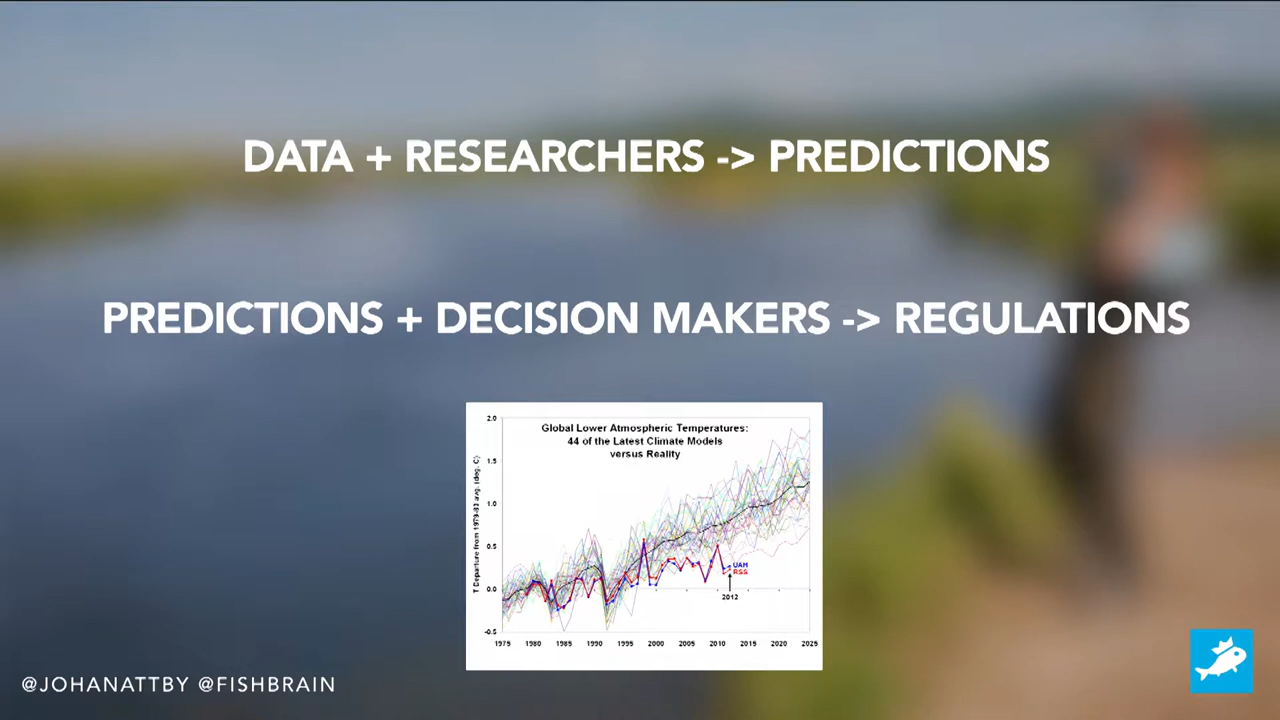 DATA + RESEARCHERS -> PREDICTIONS
PREDICTIONS + DECISION MAKERS -> REGULATIONS
Global Lower Atmospheric Temperatures:
44 of the Latest Climate Models
versus Reality
T Departure from 1979-83 avg. (deg. C)
2.0
1.5
1.0
0.5
0.0
-0.5
UAH
RSS
2012
1975 1980 1985 1990 1995 2000 2005 2010 2015 2020 2025
@JOHANATTBY @FISHBRAIN